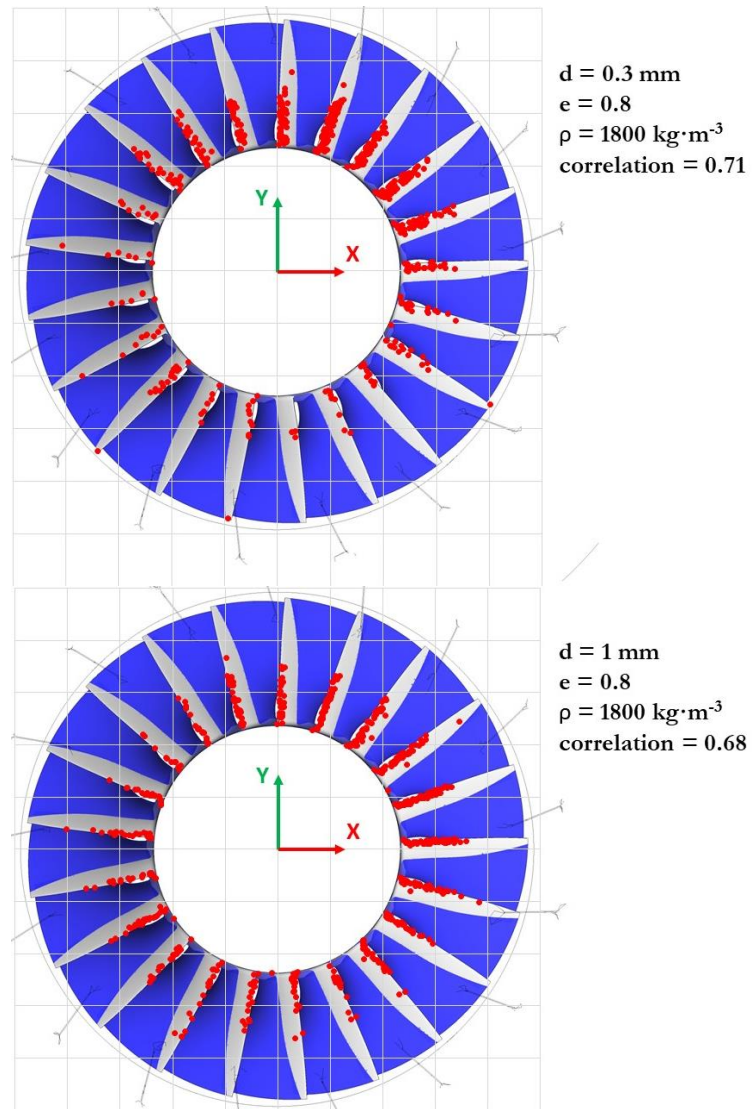 d = 0.3 mm
e = 0.8
ρ = 1800 kg·m⁻³
correlation = 0.71
Y
X
d = 1 mm
e = 0.8
ρ = 1800 kg·m⁻³
correlation = 0.68
Y
X